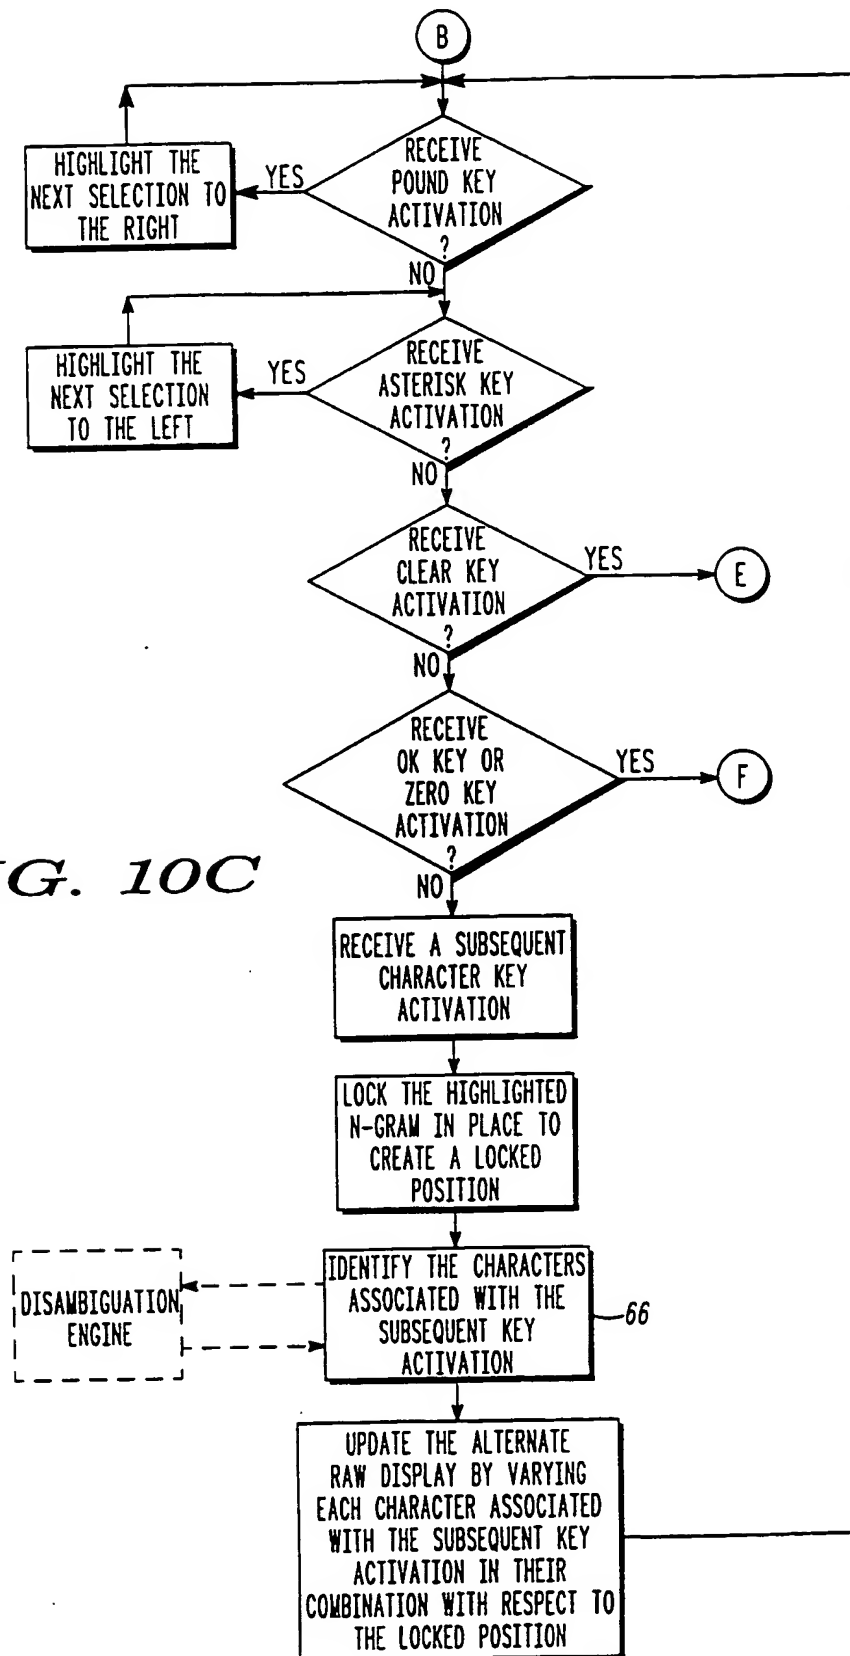 B
RECEIVE
POUND KEY
ACTIVATION
?
YES
HIGHLIGHT THE
NEXT SELECTION TO
THE RIGHT
NO
RECEIVE
ASTERISK KEY
ACTIVATION
?
YES
HIGHLIGHT THE
NEXT SELECTION
TO THE LEFT
NO
RECEIVE
CLEAR KEY
ACTIVATION
?
YES
E
NO
RECEIVE
OK KEY OR
ZERO KEY
ACTIVATION
?
YES
F
NO
G. 10C
RECEIVE A SUBSEQUENT
CHARACTER KEY
ACTIVATION
LOCK THE HIGHLIGHTED
N-GRAM IN PLACE TO
CREATE A LOCKED
POSITION
DISAMBIGUATION
ENGINE
IDENTIFY THE CHARACTERS
ASSOCIATED WITH THE
SUBSEQUENT KEY
ACTIVATION
66
UPDATE THE ALTERNATE
RAW DISPLAY BY VARYING
EACH CHARACTER ASSOCIATED
WITH THE SUBSEQUENT KEY
ACTIVATION IN THEIR
COMBINATION WITH RESPECT TO
THE LOCKED POSITION